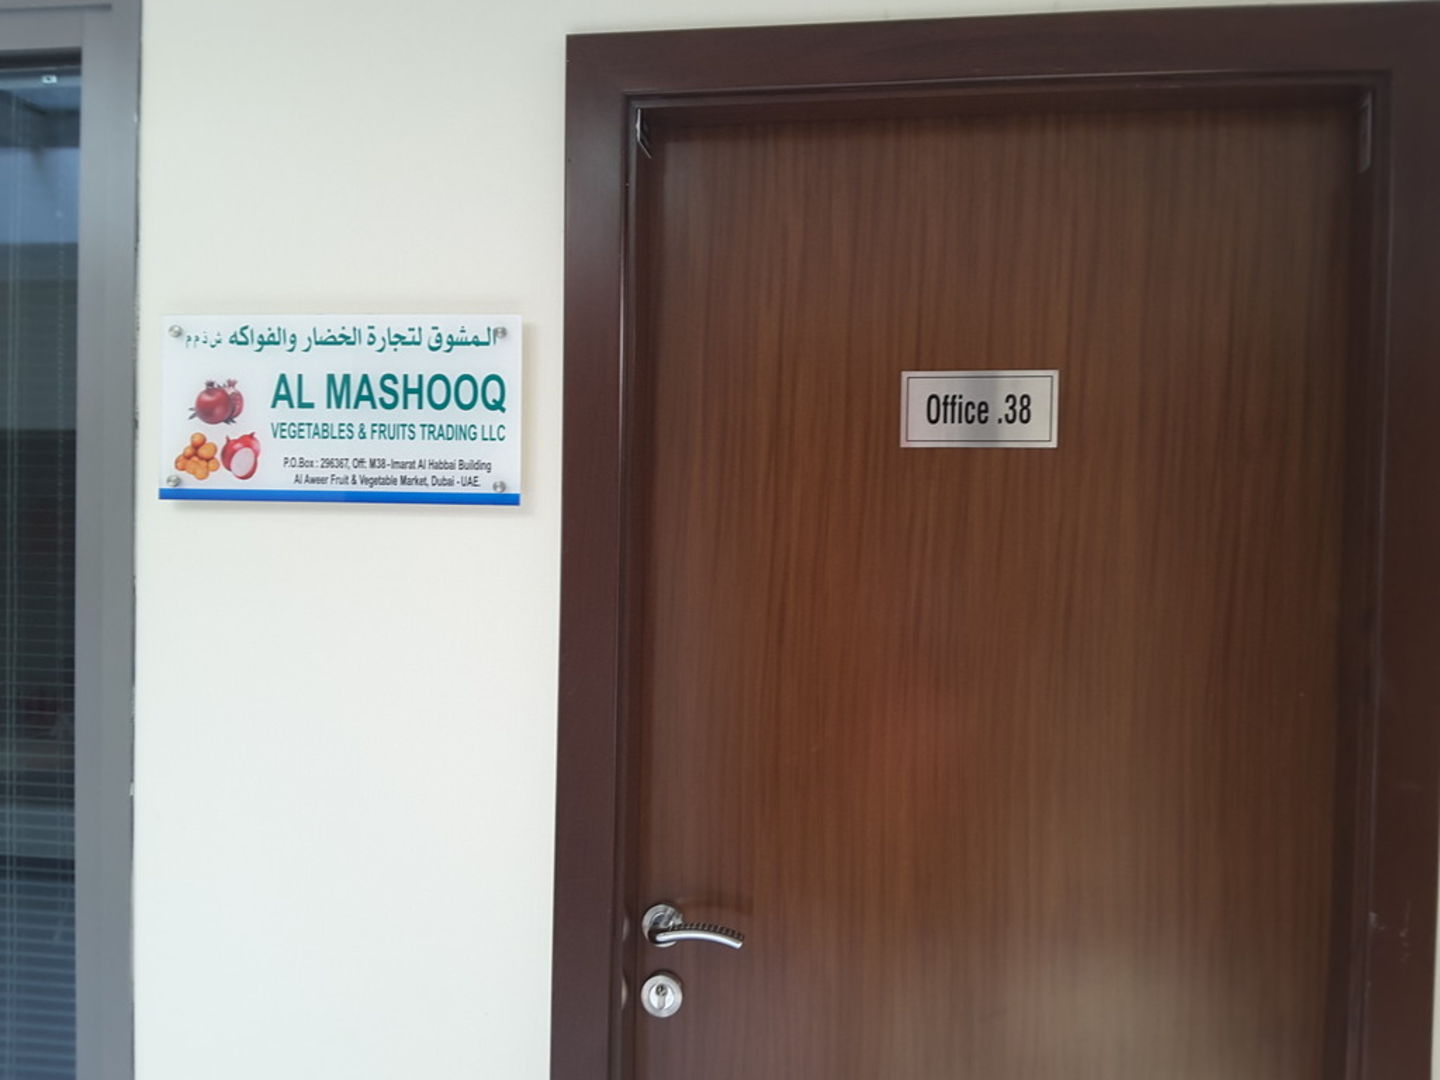 المشوق لتجارة الخضار والفواكه ش ذ م م
AL MASHOOQ
VEGETABLES & FRUITS TRADING LLC
P.O.Box : 296367, Off: M38 - Imarat Al Habbai Building
Al Aweer Fruit & Vegetable Market, Dubai - UAE.
Office .38